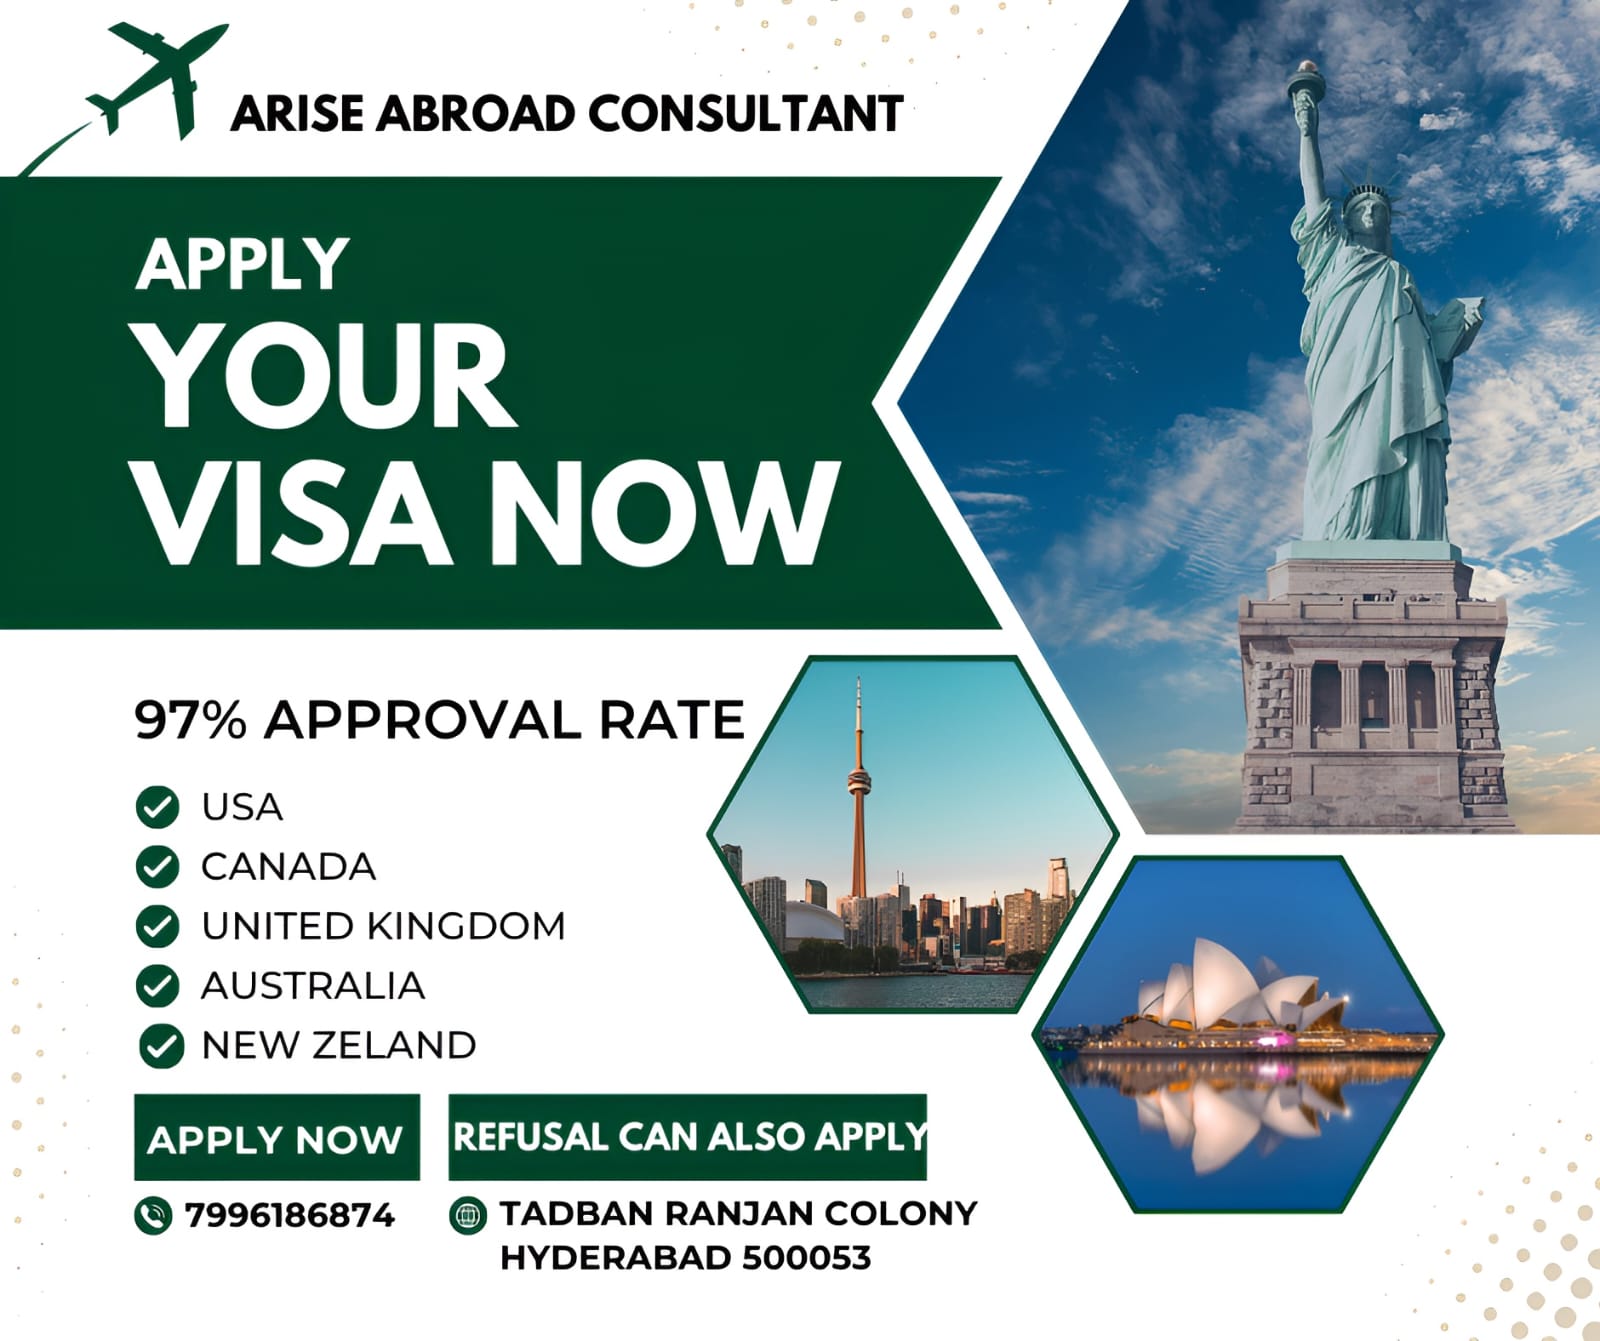 ARISE ABROAD CONSULTANT
APPLY
YOUR
VISA NOW
97% APPROVAL RATE
USA
CANADA
UNITED KINGDOM
AUSTRALIA
NEW ZELAND
APPLY NOW
REFUSAL CAN ALSO APPLY
7996186874
TADBAN RANJAN COLONY
HYDERABAD 500053